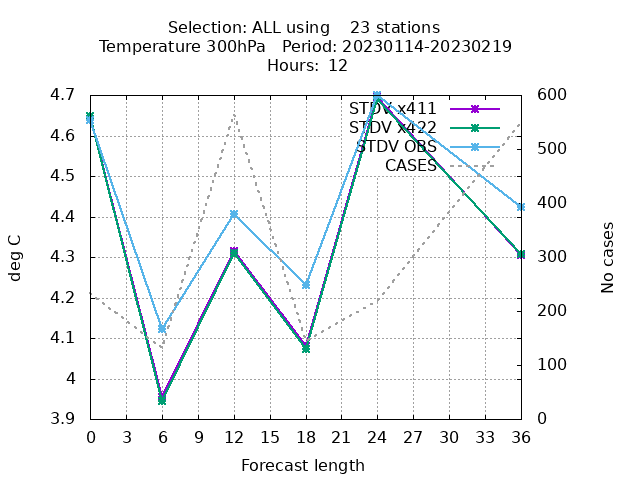 Selection: ALL using 23 stations
Temperature 300hPa Period: 20230114-20230219
Hours: 12
4.7
4.6
4.5
4.4
4.3
4.2
4.1
4
3.9
deg C
STDV x411
STDV x422
STDV OBS
CASES
600
500
400
300
200
100
0
No cases
0 3 6 9 12 15 18 21 24 27 30 33 36
Forecast length